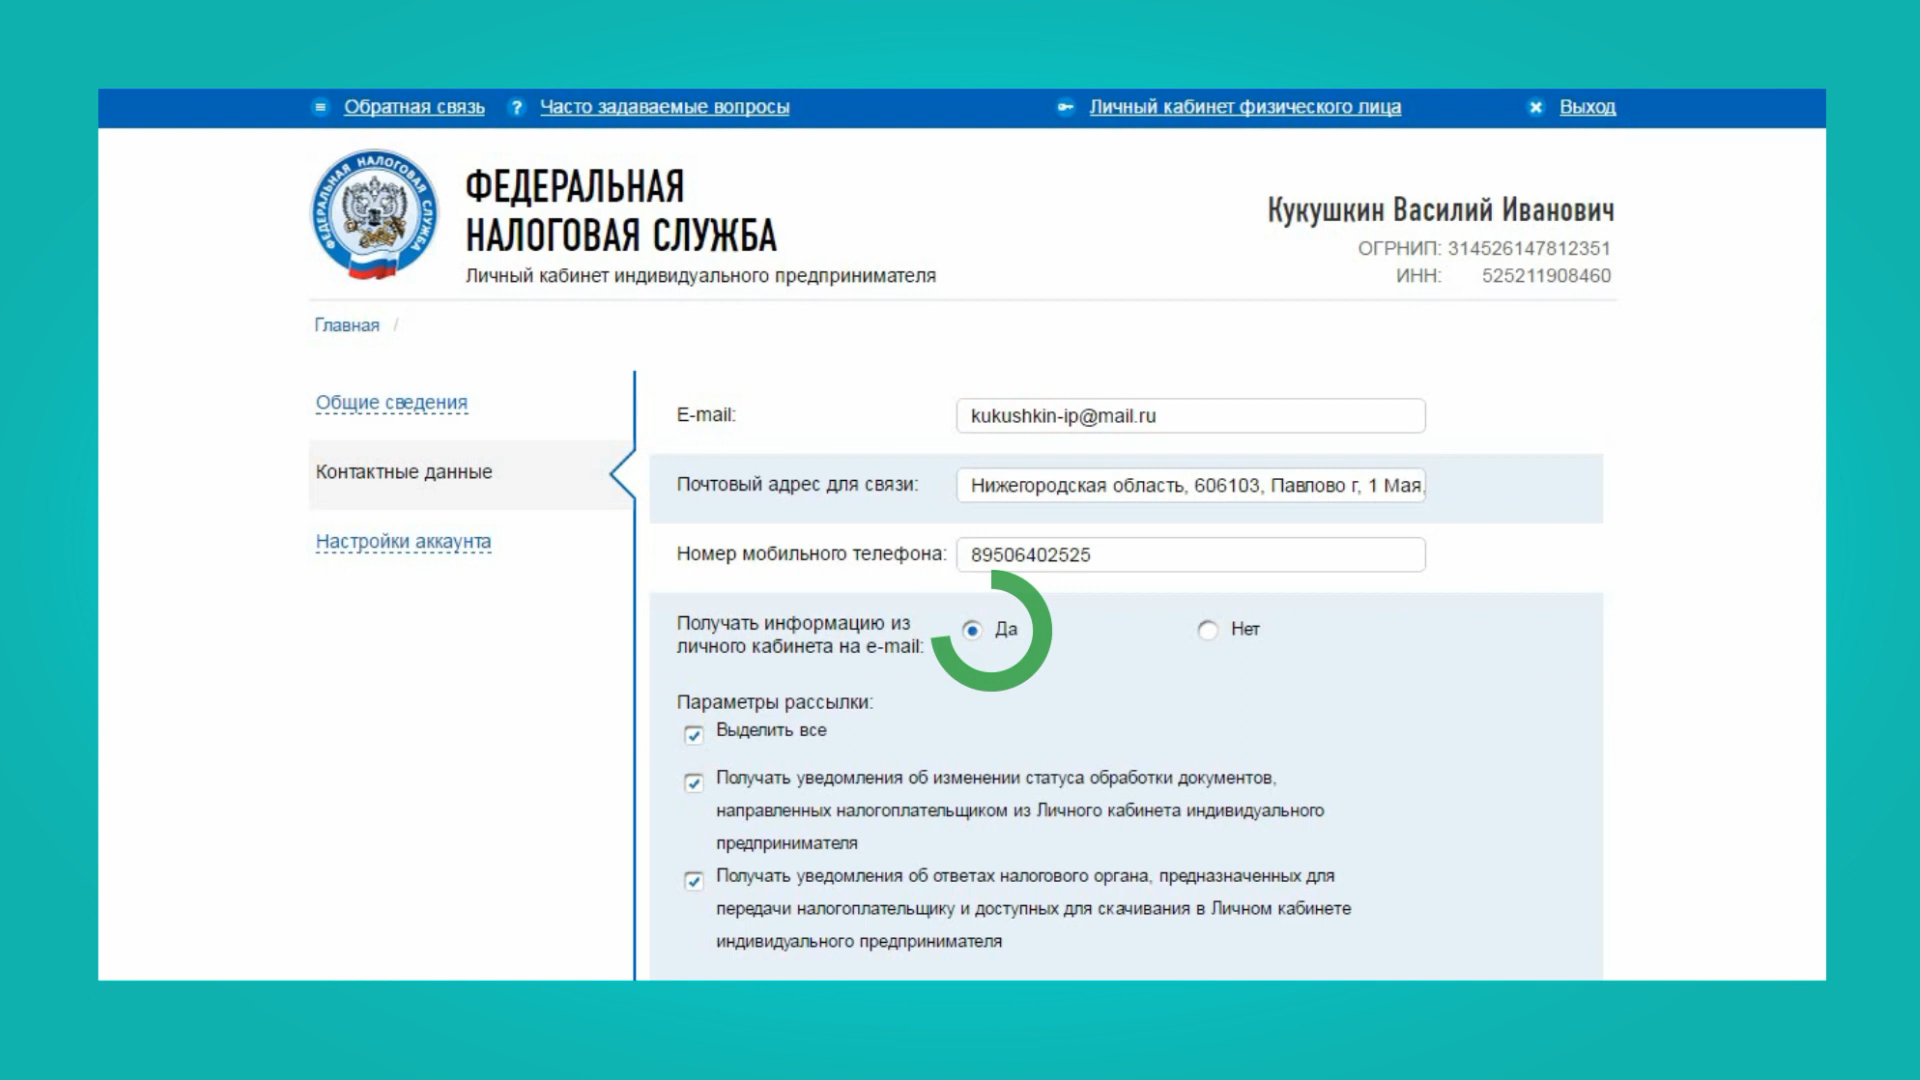 Обратная связь ? Часто задаваемые вопросы Личный кабинет физического лица Выход
ФЕДЕРАЛЬНАЯ НАЛОГОВАЯ СЛУЖБА
ФЕДЕРАЛЬНАЯ
НАЛОГОВАЯ СЛУЖБА
Личный кабинет индивидуального предпринимателя
Кукушкин Василий Иванович
ОГРНИП: 314526147812351
ИНН: 525211908460
Главная /
Общие сведения
Контактные данные
Настройки аккаунта
E-mail: kukushkin-ip@mail.ru
Почтовый адрес для связи: Нижегородская область, 606103, Павлово г, 1 Мая,
Номер мобильного телефона: 89506402525
Получать информацию из
личного кабинета на e-mail:
Да Нет
Параметры рассылки:
Выделить все
Получать уведомления об изменении статуса обработки документов,
направленных налогоплательщиком из Личного кабинета индивидуального
предпринимателя
Получать уведомления об ответах налогового органа, предназначенных для
передачи налогоплательщику и доступных для скачивания в Личном кабинете
индивидуального предпринимателя